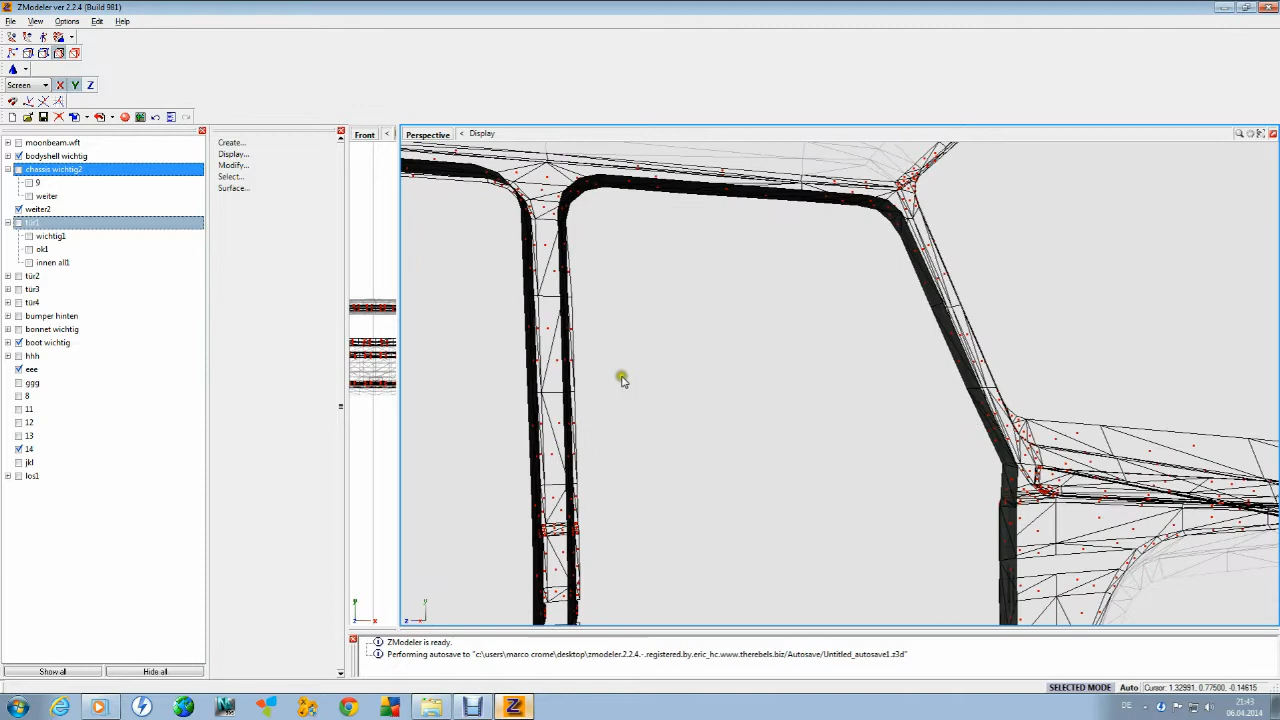 ZModeler ver 2.2.4 (Build 981)
File View Options Edit Help
Screen X Y Z
moonbeam.wft
bodyshell wichtig
chassis wichtig2
9
weiter
weiter2
tür1
wichtig1
ok1
innen all1
tür2
tür3
tür4
bumper hinten
bonnet wichtig
boot wichtig
hhh
eee
ggg
8
11
12
13
14
jkl
los1
Show all Hide all
Create...
Display...
Modify...
Select...
Surface...
Front <
Perspective < Display
ZModeler is ready.
Performing autosave to "c:\users\marco crome\desktop\zmodeler.2.2.4.-.registered.by.eric_hc.www.therebels.biz/Autosave/Untitled_autosave1.z3d"
SELECTED MODE Auto Cursor: 1.32991, 0.77500, -0.14615
DE
21:43
06.04.2014